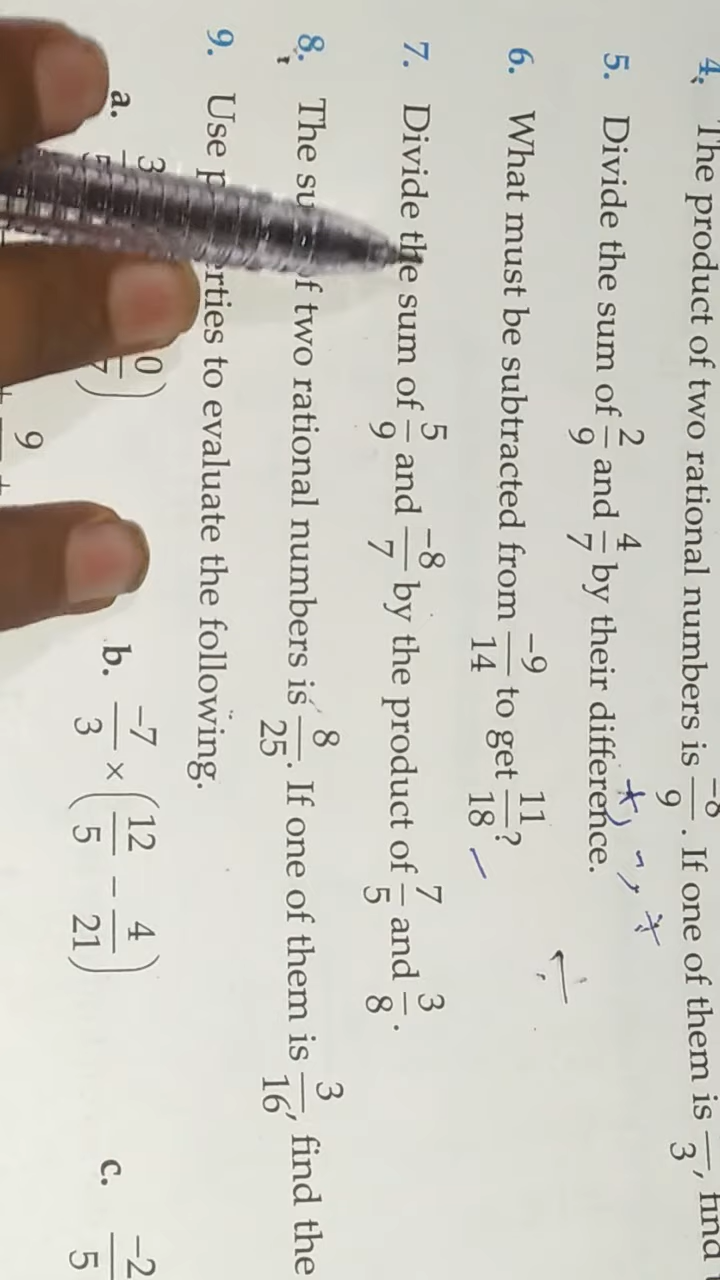 4. The product of two rational numbers is -8/9. If one of them is /3, find
5. Divide the sum of 2/9 and 4/7 by their difference.
6. What must be subtracted from -9/14 to get 11/18?
7. Divide the sum of 5/9 and -8/7 by the product of 7/5 and 3/8.
8. The su f two rational numbers is 8/25. If one of them is 3/16, find the
9. Use p erties to evaluate the following.
a. b. -7/3 × (12/5 - 4/21) c. -2/5
9